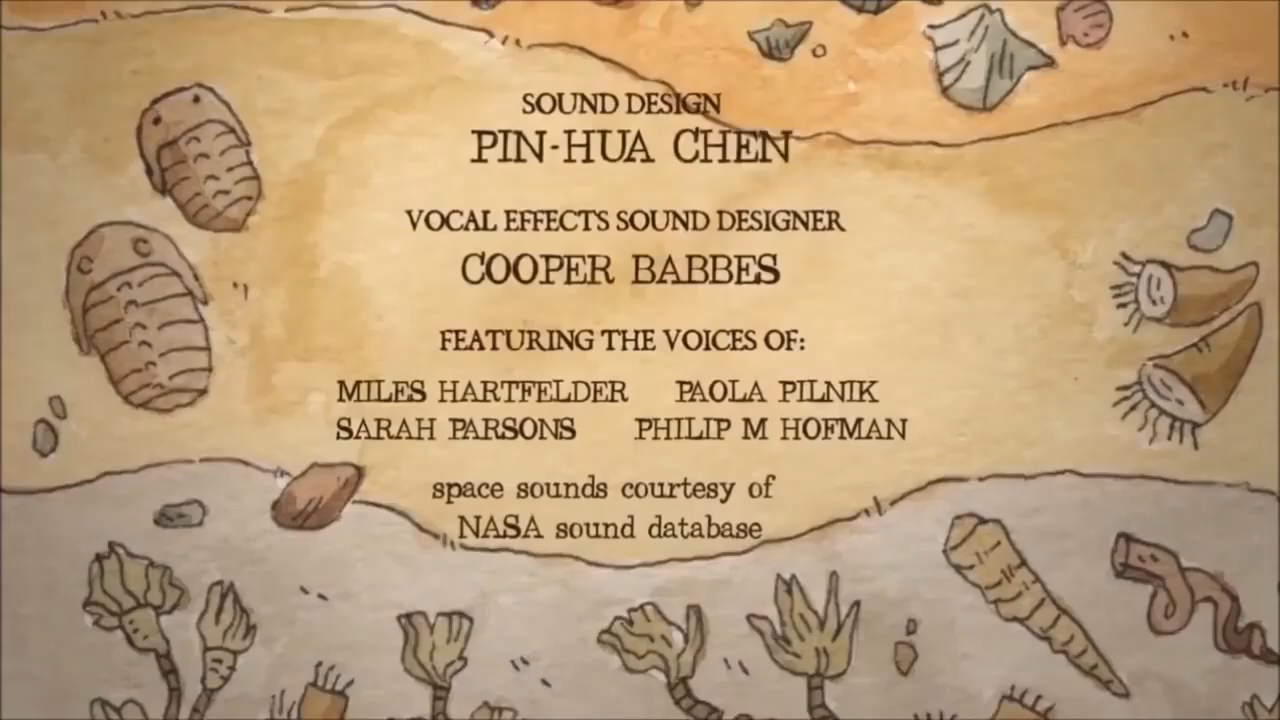 SOUND DESIGN
PIN-HUA CHEN
VOCAL EFFECTS SOUND DESIGNER
COOPER BABBES
FEATURING THE VOICES OF:
MILES HARTFELDER PAOLA PILNIK
SARAH PARSONS PHILIP M HOFMAN
space sounds courtesy of
NASA sound database